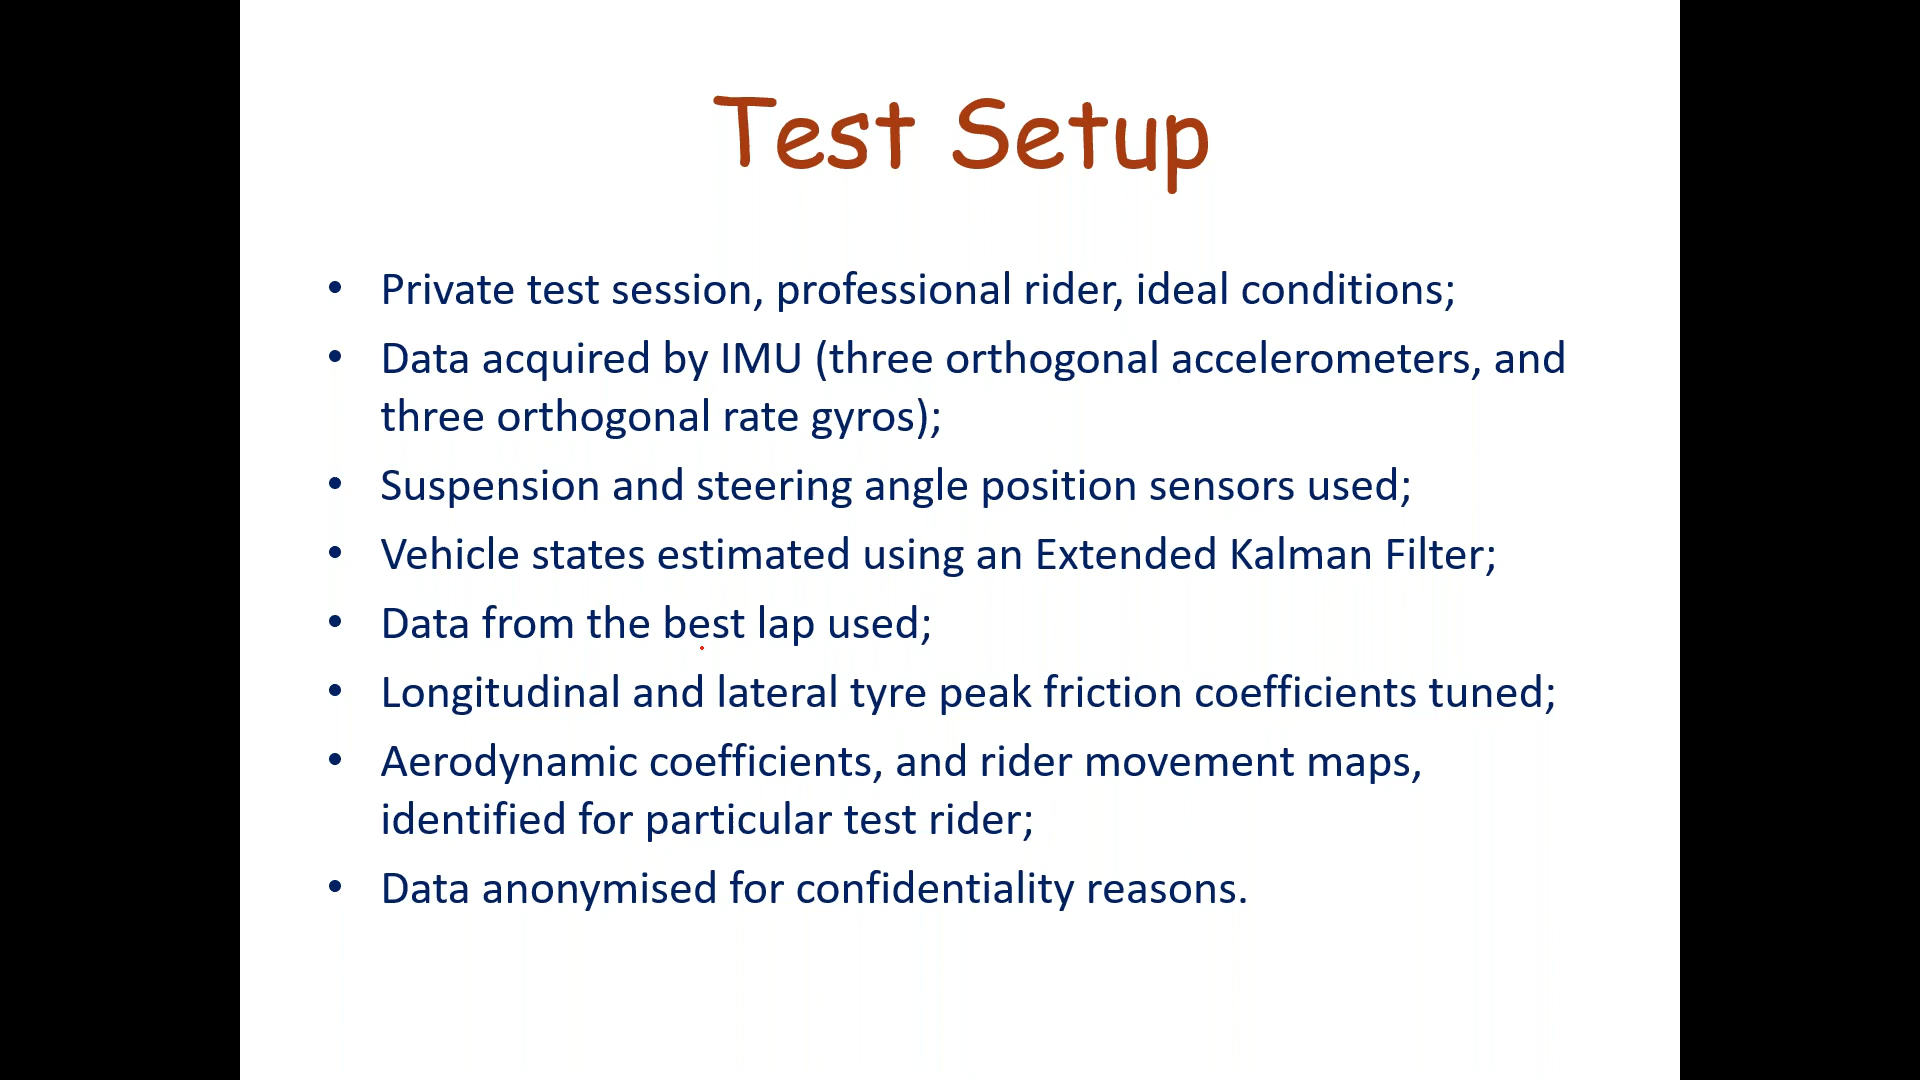 Test Setup
• Private test session, professional rider, ideal conditions;
• Data acquired by IMU (three orthogonal accelerometers, and
three orthogonal rate gyros);
• Suspension and steering angle position sensors used;
• Vehicle states estimated using an Extended Kalman Filter;
• Data from the best lap used;
• Longitudinal and lateral tyre peak friction coefficients tuned;
• Aerodynamic coefficients, and rider movement maps,
identified for particular test rider;
• Data anonymised for confidentiality reasons.